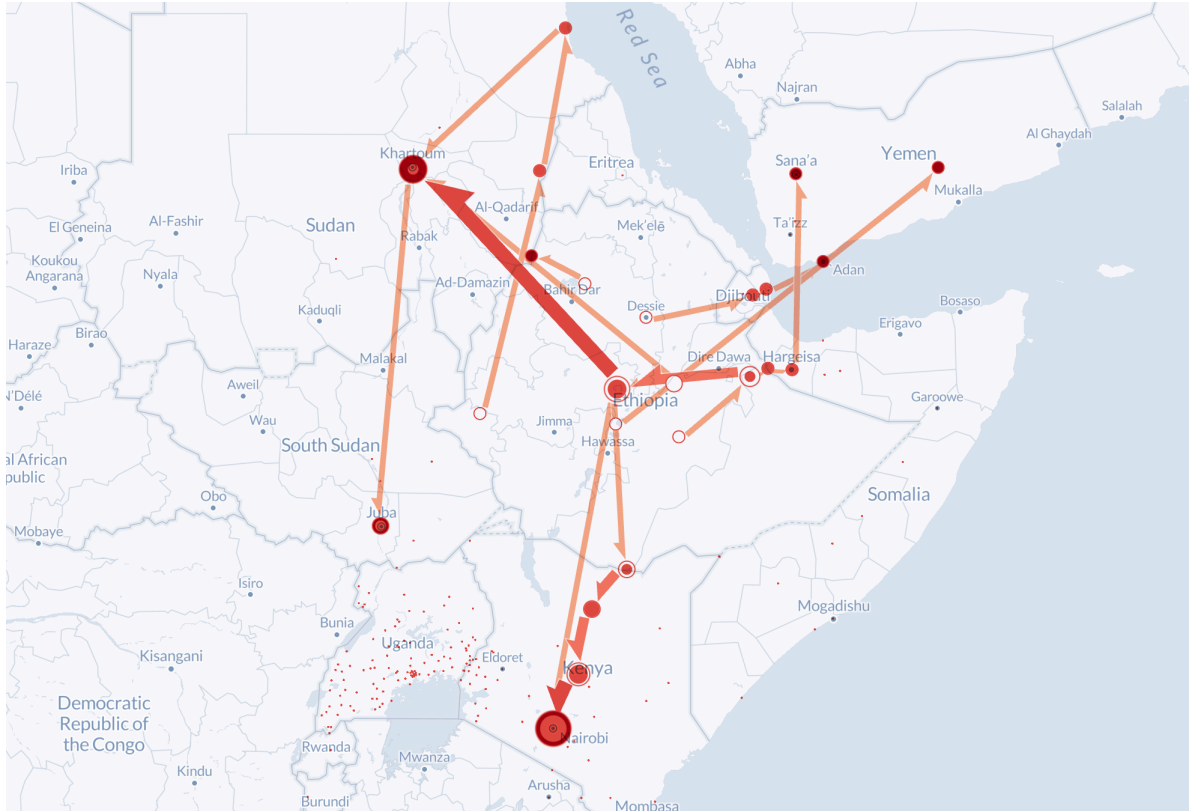 Red Sea
Abha
Najran
Salalah
Al Ghaydah
Khartoum
Iriba
Eritrea
Sana'a
Yemen
Mukalla
Al-Qadarif
Al-Fashir
Sudan
El Geneina
Rabak
Mek'elē
Ta'izz
Koukou
Angarana
Nyala
Ad-Damazin
Bahir Dar
Adan
Djibouti
Dessie
Bosaso
Kaduqli
Erigavo
Birao
Haraze
Malakal
Dire Dawa
Hargeisa
N'Délé
Aweil
Ethiopia
Garoowe
Wau
Jimma
Hawassa
South Sudan
al African
public
Obo
Juba
Somalia
Mobaye
Isiro
Mogadishu
Bunia
Uganda
Kisangani
Eldoret
Kenya
Democratic
Republic of
the Congo
Nairobi
Rwanda
Mwanza
Kindu
Arusha
Burundi
Mombasa